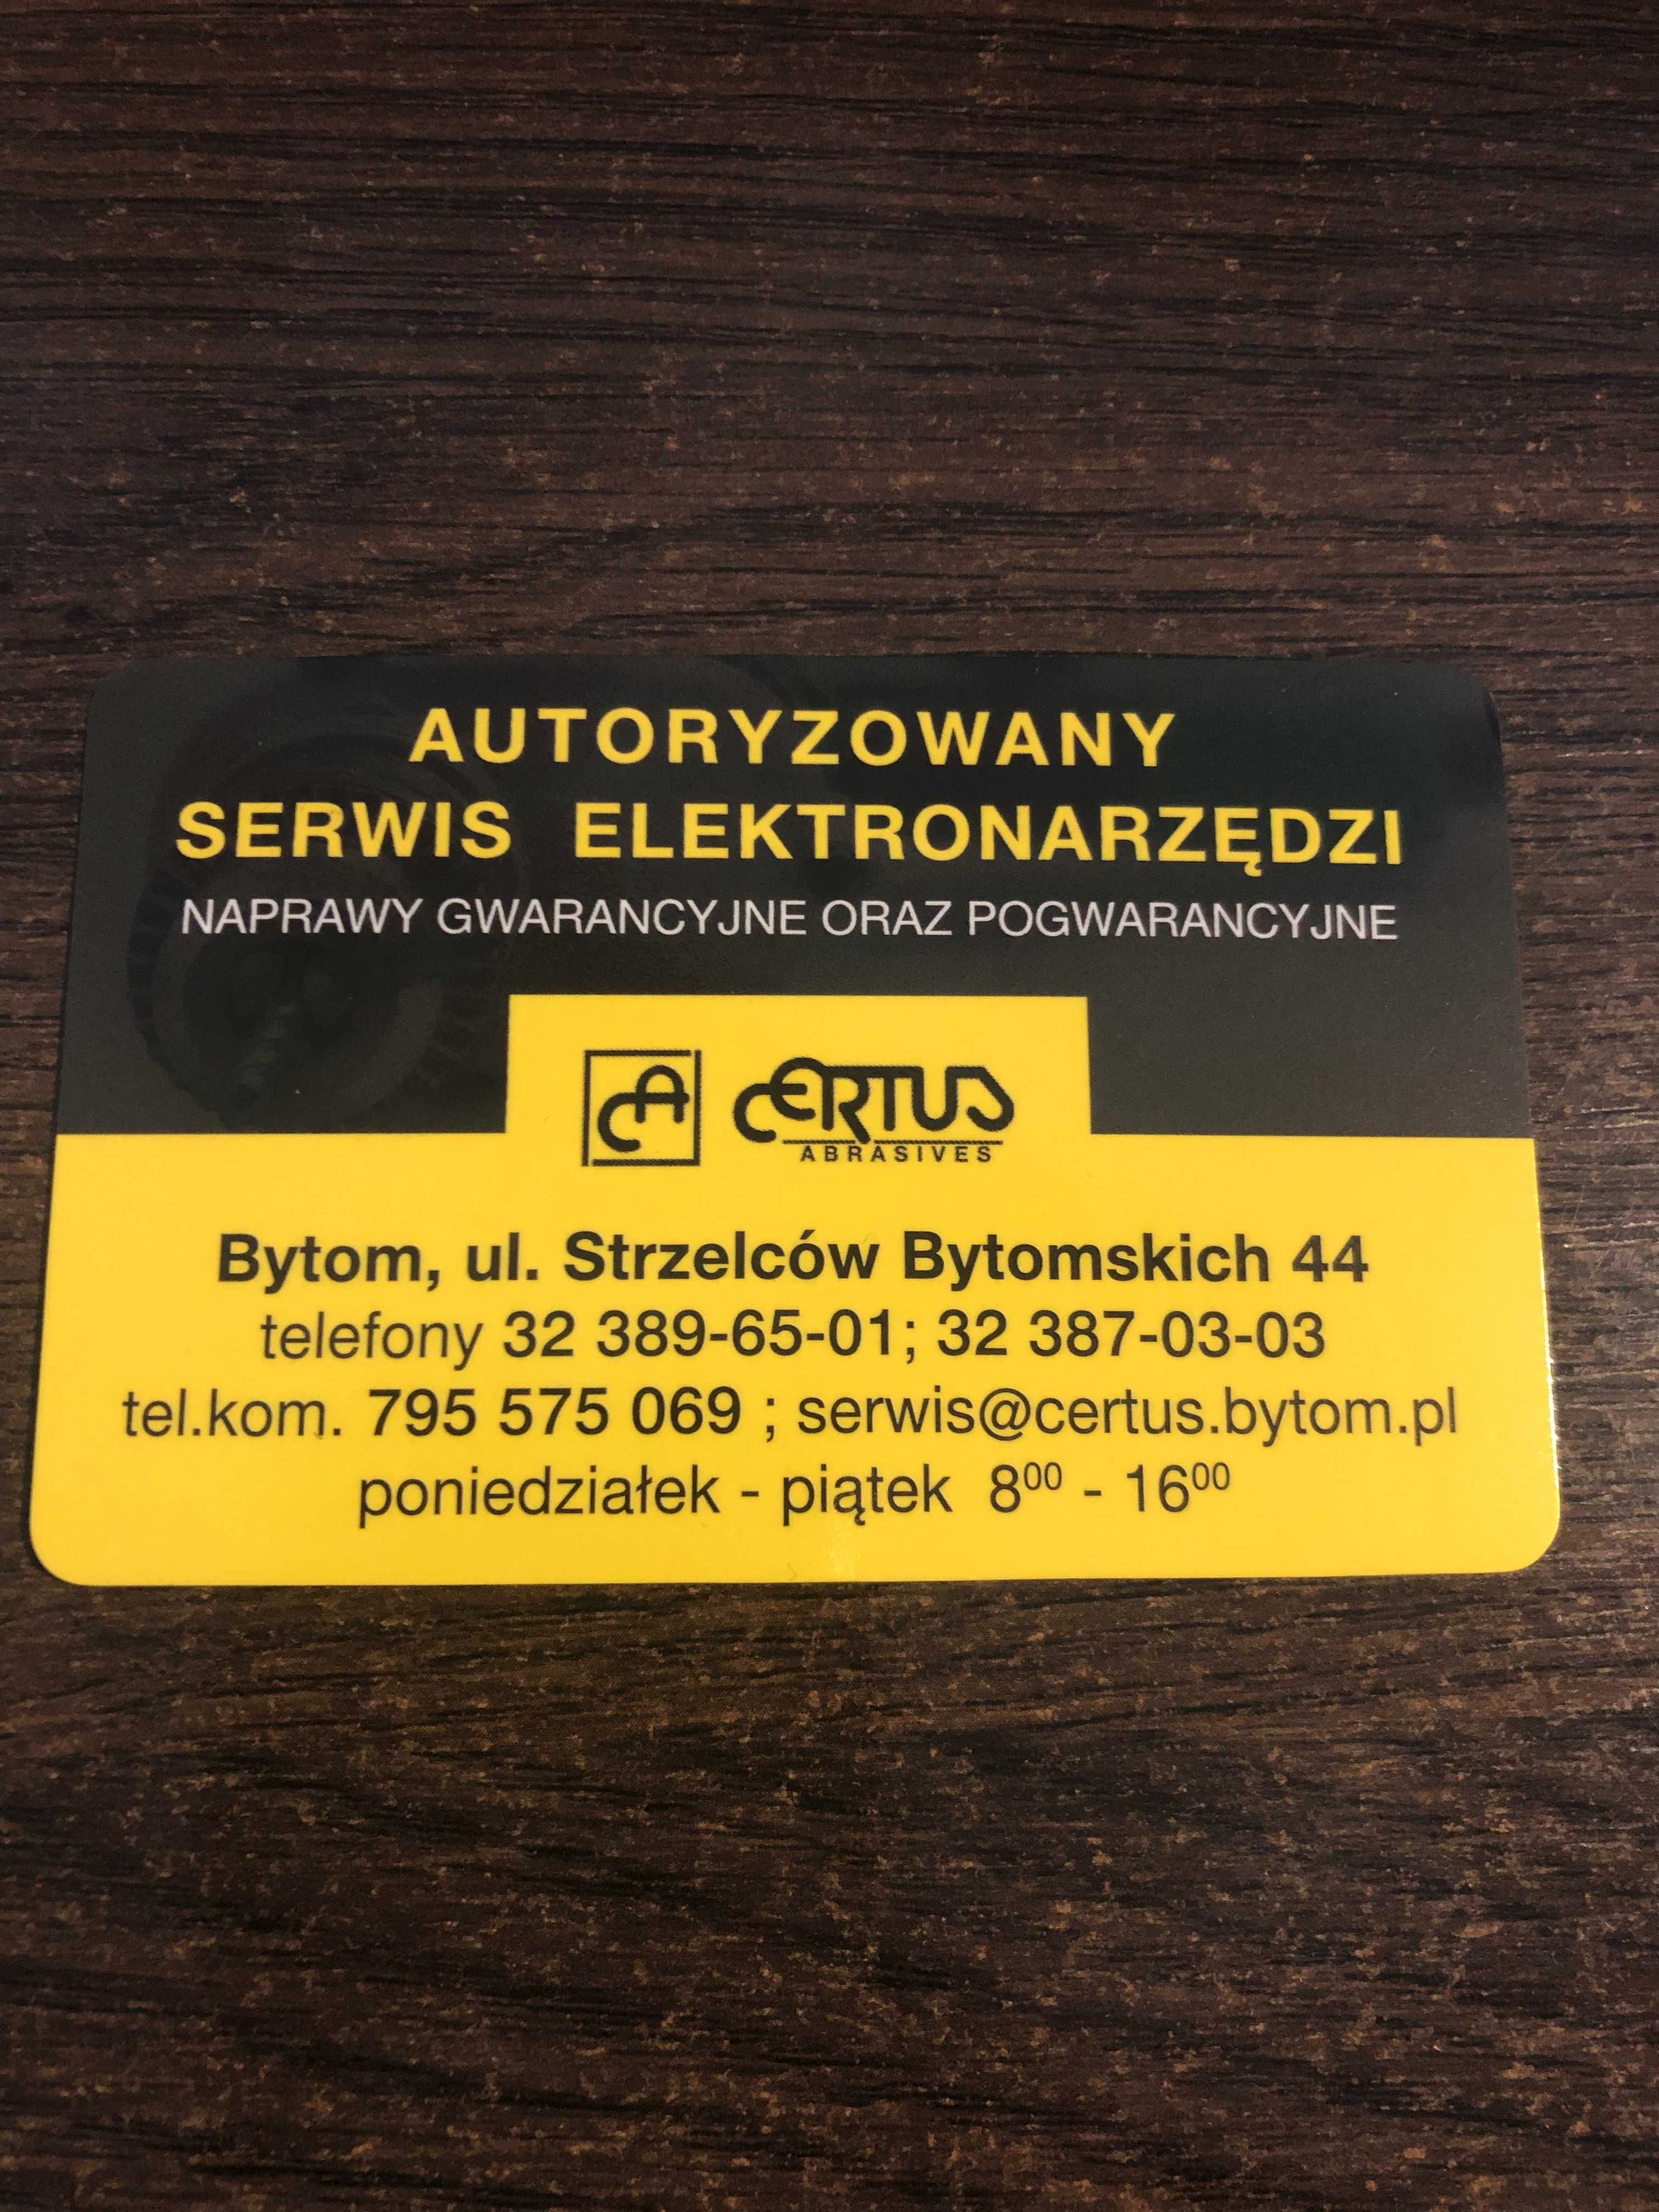 AUTORYZOWANY
SERWIS ELEKTRONARZĘDZI
NAPRAWY GWARANCYJNE ORAZ POGWARANCYJNE
CA CERTUS
ABRASIVES
Bytom, ul. Strzelców Bytomskich 44
telefony 32 389-65-01; 32 387-03-03
tel.kom. 795 575 069 ; serwis@certus.bytom.pl
poniedziałek - piątek 8⁰⁰ - 16⁰⁰